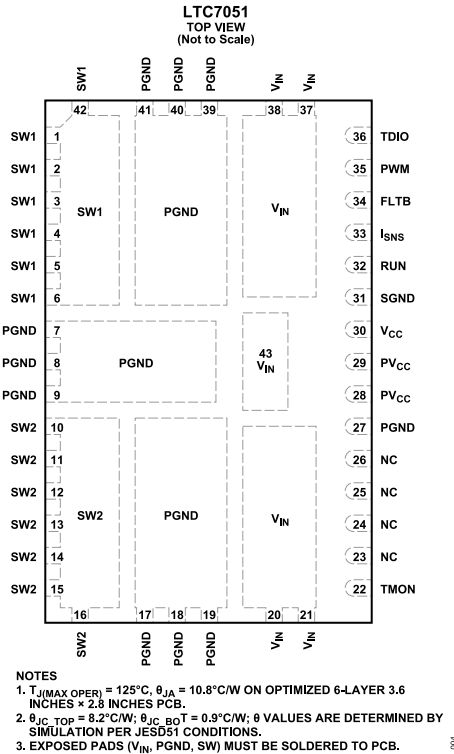 LTC7051
TOP VIEW
(Not to Scale)
SW1
PGND
PGND
PGND
VIN
VIN
42
41
40
39
38
37
SW1 1
SW1 2
SW1 3
SW1 4
SW1 5
SW1 6
PGND 7
PGND 8
PGND 9
SW2 10
SW2 11
SW2 12
SW2 13
SW2 14
SW2 15
SW1
PGND
VIN
PGND
43
VIN
SW2
PGND
VIN
36 TDIO
35 PWM
34 FLTB
33 ISNS
32 RUN
31 SGND
30 VCC
29 PVCC
28 PVCC
27 PGND
26 NC
25 NC
24 NC
23 NC
22 TMON
16
17
18
19
20
21
SW2
PGND
PGND
PGND
VIN
VIN
NOTES
1. TJ(MAX OPER) = 125°C, θJA = 10.8°C/W ON OPTIMIZED 6-LAYER 3.6
INCHES × 2.8 INCHES PCB.
2. θJC_TOP = 8.2°C/W; θJC_BOT = 0.9°C/W; θ VALUES ARE DETERMINED BY
SIMULATION PER JESD51 CONDITIONS.
3. EXPOSED PADS (VIN, PGND, SW) MUST BE SOLDERED TO PCB.
004